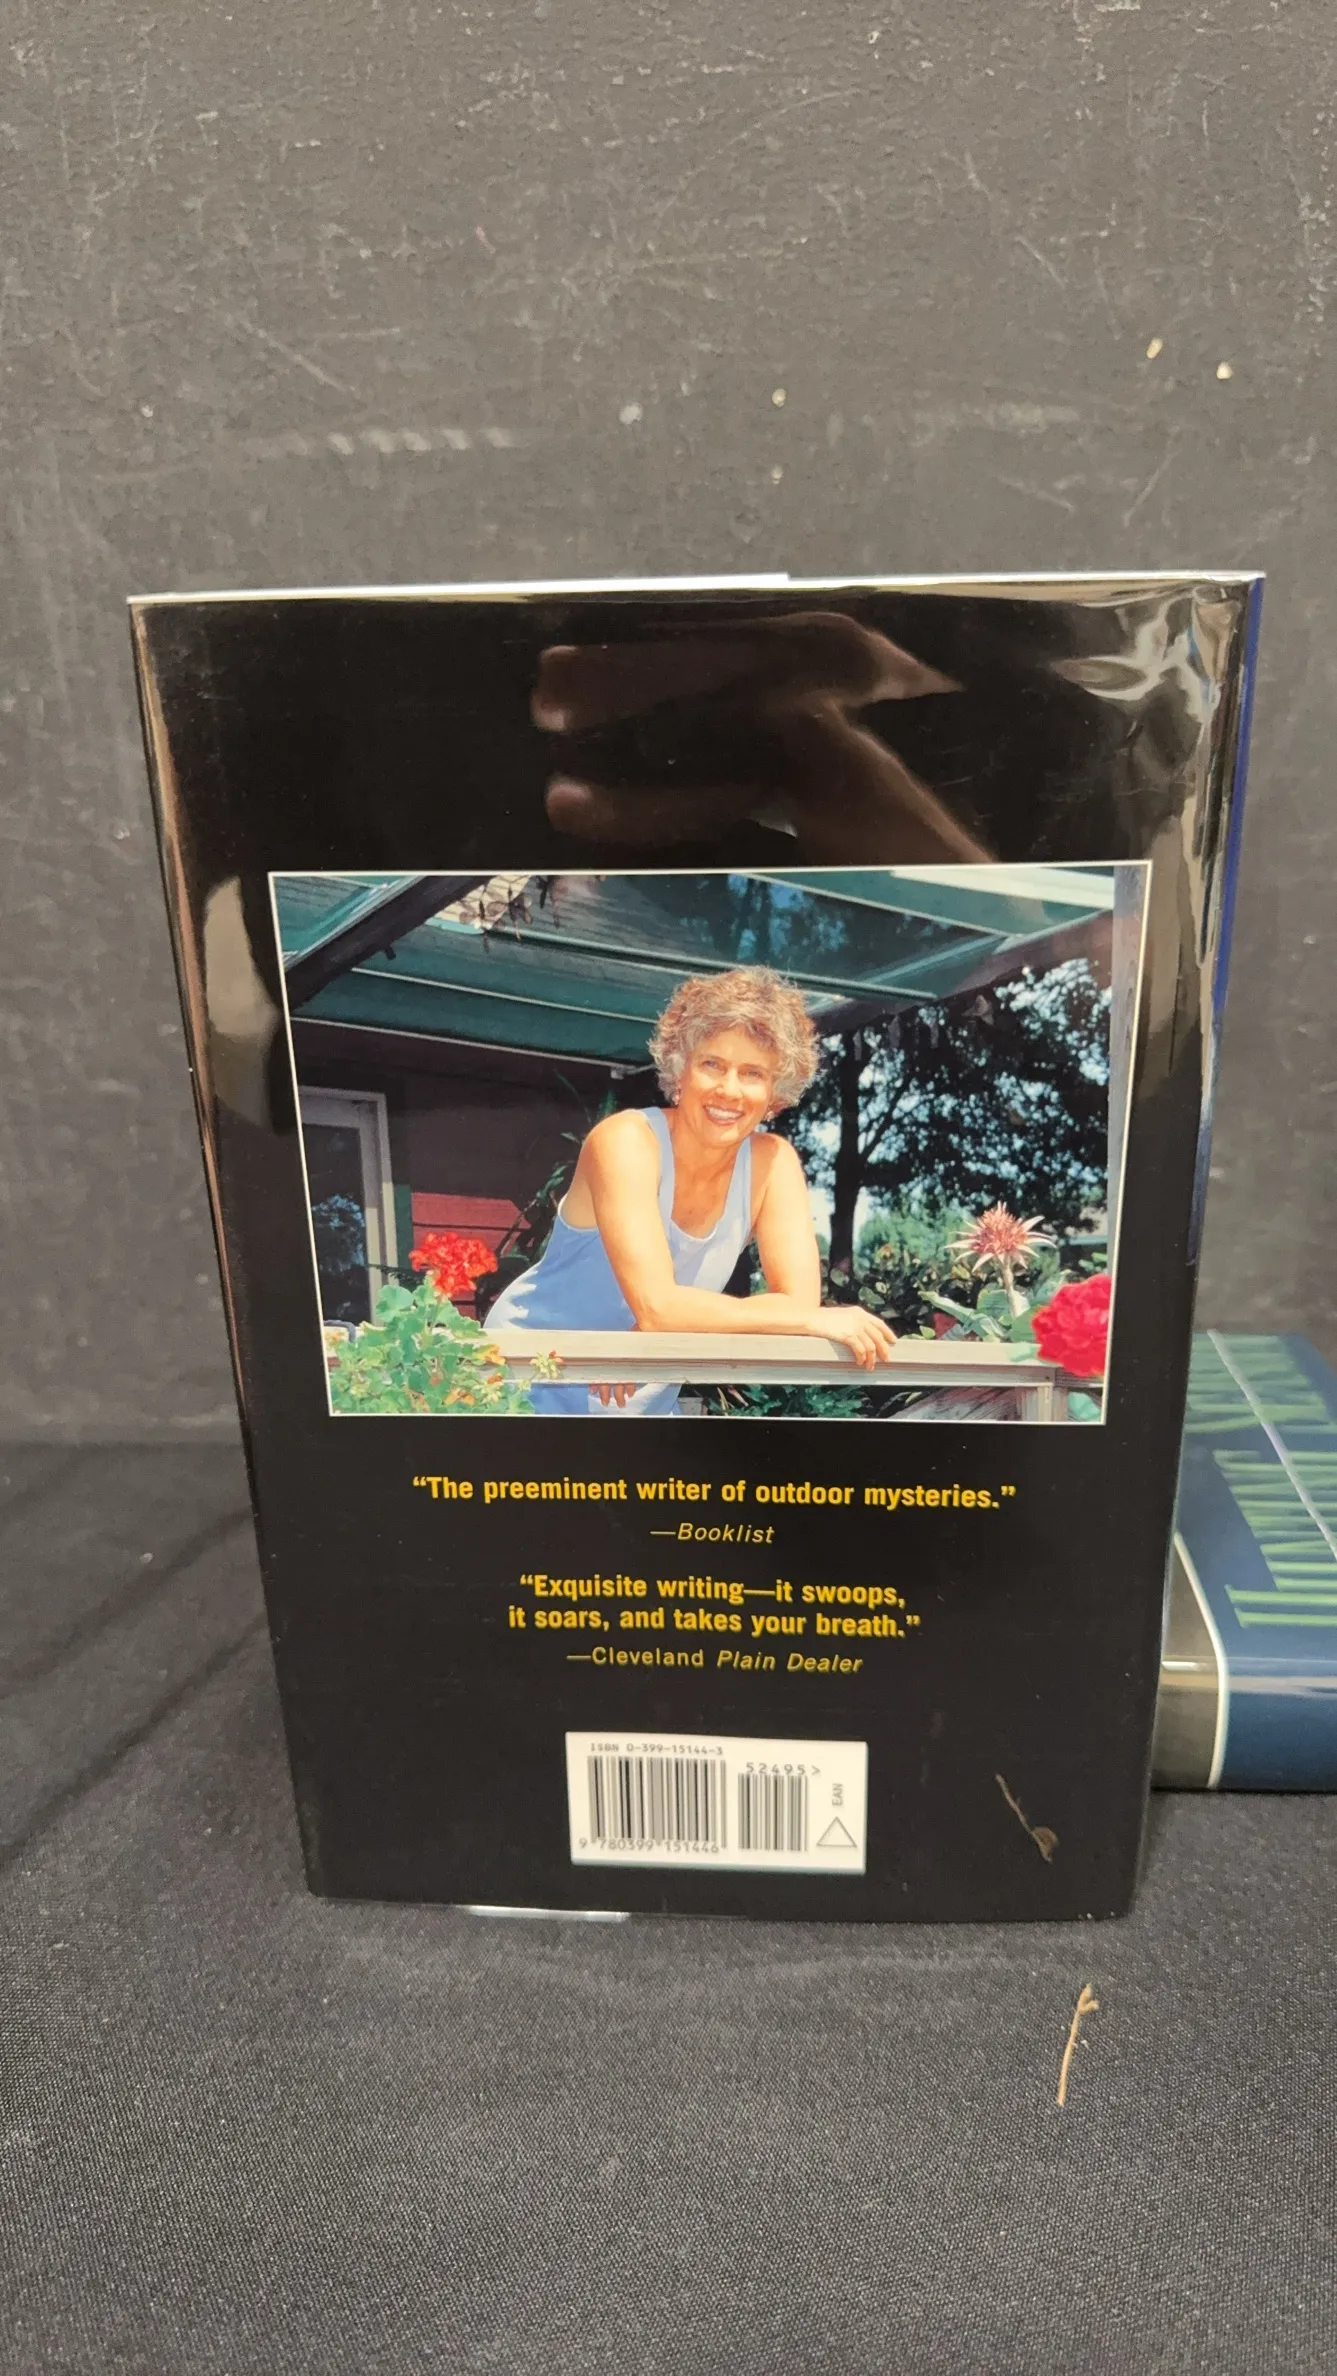 “The preeminent writer of outdoor mysteries.”
—Booklist
“Exquisite writing—it swoops,
it soars, and takes your breath.”
—Cleveland Plain Dealer
ISBN 0-399-15144-3
52495>
EAN
9 780399 151446